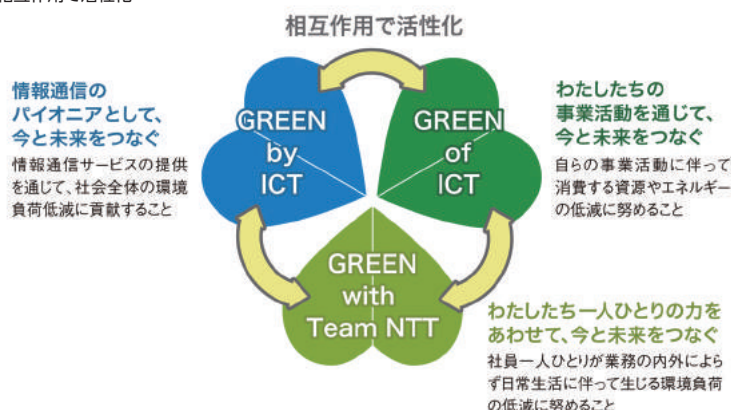 相互作用で活性化
情報通信の
パイオニアとして、
今と未来をつなぐ
情報通信サービスの提供
を通じて、社会全体の環境
負荷低減に貢献すること
GREEN
by
ICT
GREEN
of
ICT
わたしたちの
事業活動を通じて、
今と未来をつなぐ
自らの事業活動に伴って
消費する資源やエネルギー
の低減に努めること
GREEN
with
Team NTT
わたしたち一人ひとりの力を
あわせて、今と未来をつなぐ
社員一人ひとりが業務の内外によら
ず日常生活に伴って生じる環境負荷
の低減に努めること